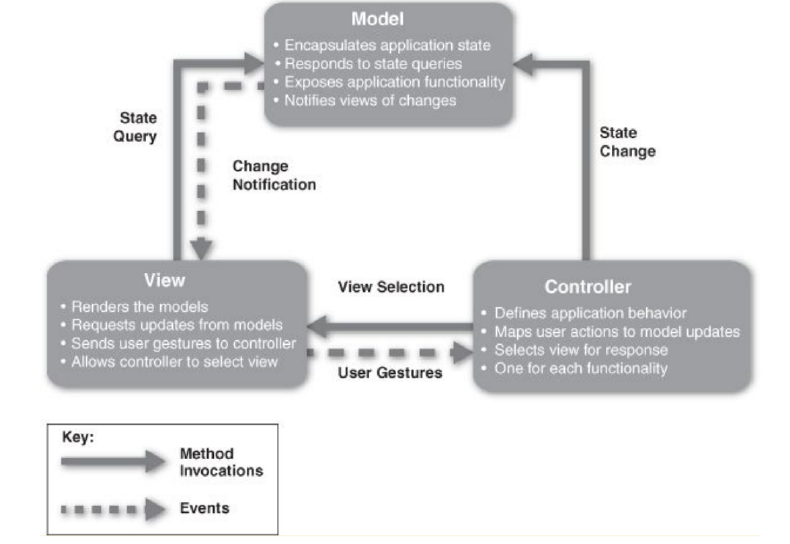 Model
• Encapsulates application state
• Responds to state queries
• Exposes application functionality
• Notifies views of changes
State
Query
Change
Notification
State
Change
View
• Renders the models
• Requests updates from models
• Sends user gestures to controller
• Allows controller to select view
View Selection
User Gestures
Controller
• Defines application behavior
• Maps user actions to model updates
• Selects view for response
• One for each functionality
Key:
Method
Invocations
Events